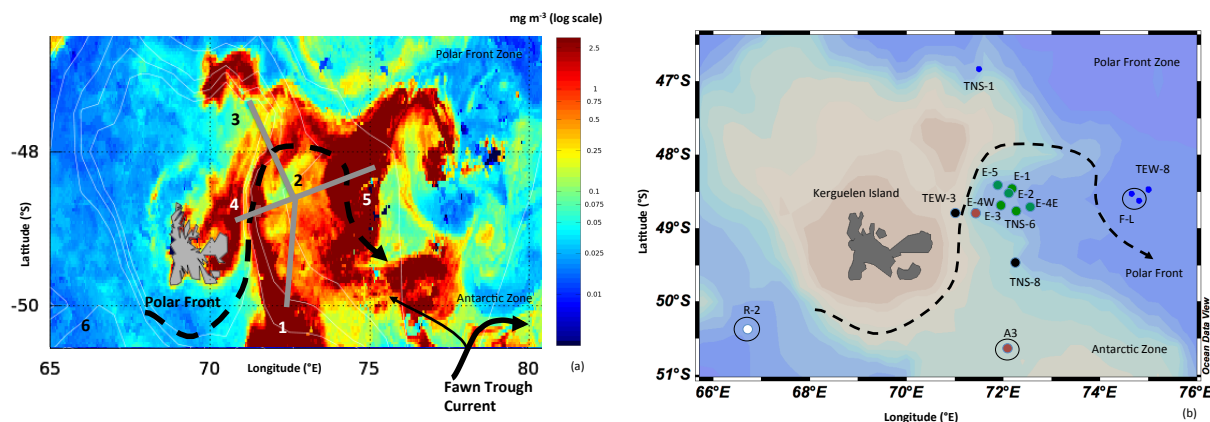 mg m⁻³ (log scale)
Polar Front Zone
2.5
1
0.75
0.5
0.25
0.1
0.075
0.05
0.025
0.01
Latitude (°S)
-48
-50
3
2
4
5
1
6
Polar Front
Antarctic Zone
65
70
75
80
Longitude (°E)
(a)
Fawn Trough
Current
Latitude (°S)
47°S
48°S
49°S
50°S
51°S
TNS-1
Polar Front Zone
E-5
E-1
TEW-8
Kerguelen Island
TEW-3
E-2
E-4W
E-4E
E-3
TNS-6
F-L
TNS-8
Polar Front
R-2
A3
Antarctic Zone
Ocean Data View
66°E
68°E
70°E
72°E
74°E
76°E
Longitude (°E)
(b)